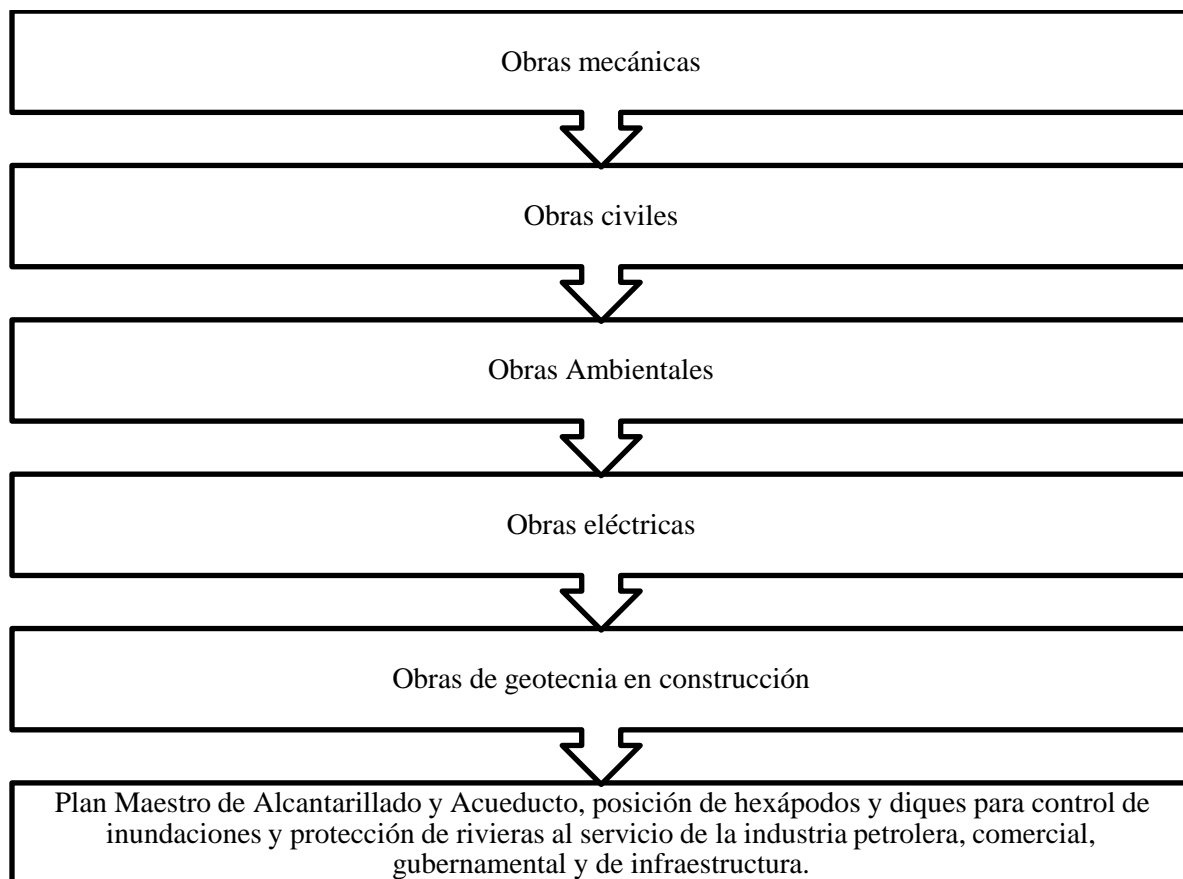 Obras mecánicas
Obras civiles
Obras Ambientales
Obras eléctricas
Obras de geotecnia en construcción
Plan Maestro de Alcantarillado y Acueducto, posición de hexápodos y diques para control de
inundaciones y protección de rivieras al servicio de la industria petrolera, comercial,
gubernamental y de infraestructura.